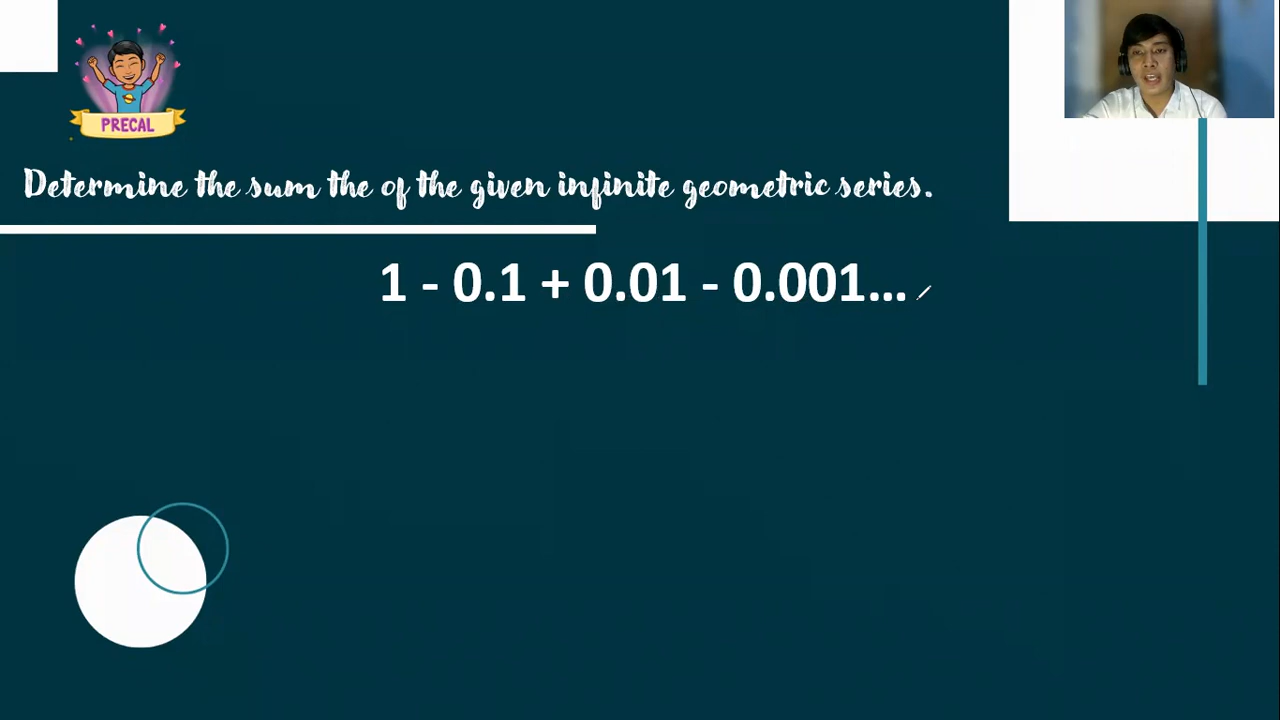 PRECAL
Determine the sum the of the given infinite geometric series.
1 - 0.1 + 0.01 - 0.001...